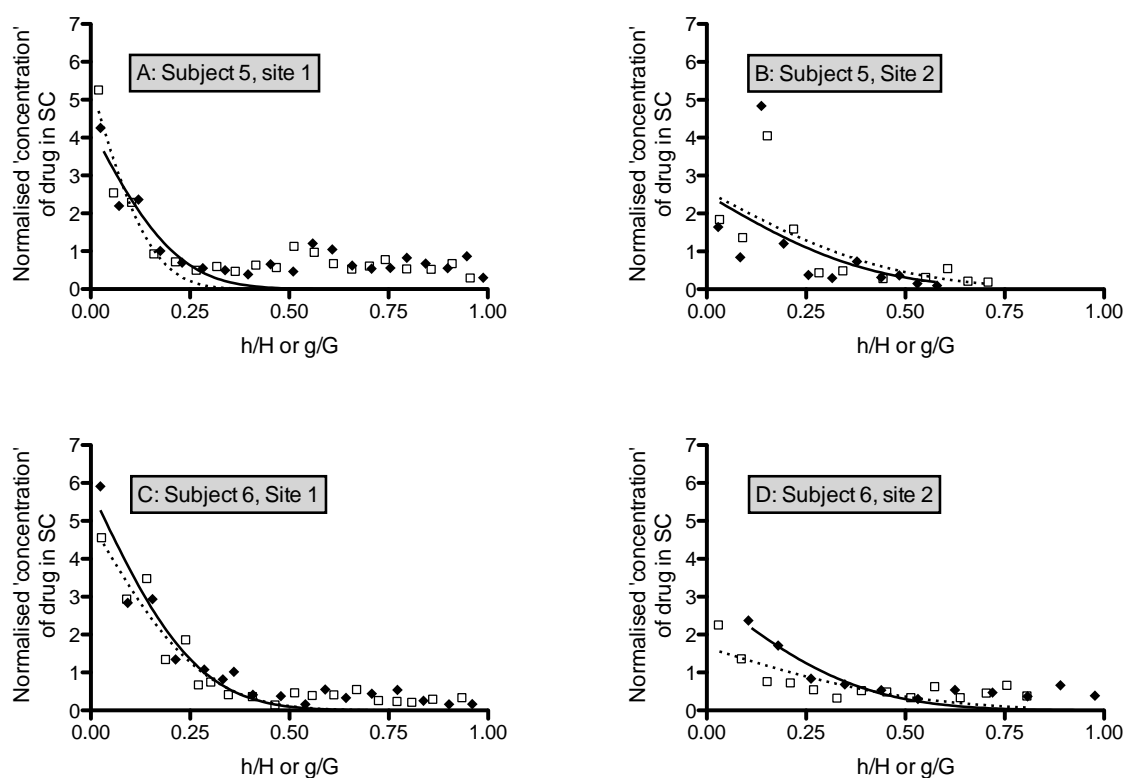 Normalised 'concentration'
of drug in SC
7
6
5
4
3
2
1
0
A: Subject 5, site 1
0.00 0.25 0.50 0.75 1.00
h/H or g/G
Normalised 'concentration'
of drug in SC
7
6
5
4
3
2
1
0
B: Subject 5, Site 2
0.00 0.25 0.50 0.75 1.00
h/H or g/G
Normalised 'concentration'
of drug in SC
7
6
5
4
3
2
1
0
C: Subject 6, Site 1
0.00 0.25 0.50 0.75 1.00
h/H or g/G
Normalised 'concentration'
of drug in SC
7
6
5
4
3
2
1
0
D: Subject 6, site 2
0.00 0.25 0.50 0.75 1.00
h/H or g/G